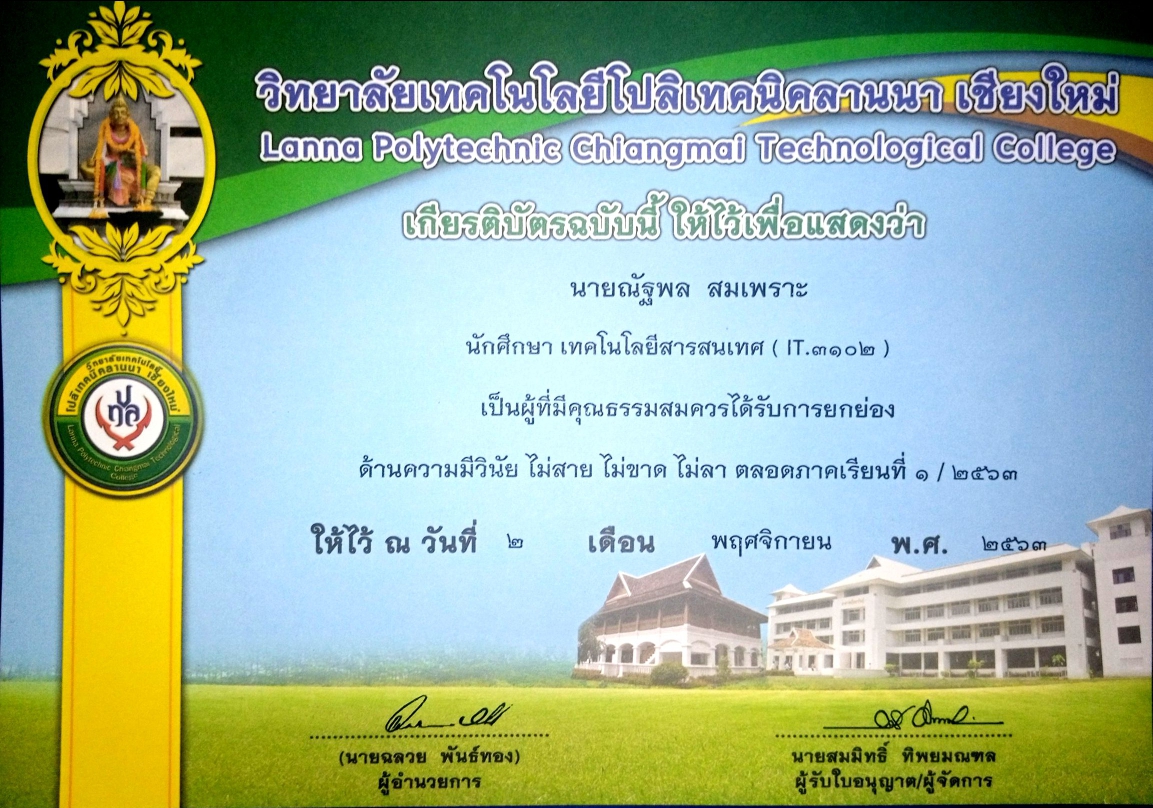 วิทยาลัยเทคโนโลยีโปลิเทคนิคลานนา เชียงใหม่
Lanna Polytechnic Chiangmai Technological College
เกียรติบัตรฉบับนี้ ให้ไว้เพื่อแสดงว่า
นายณัฐพล สมเพราะ
นักศึกษา เทคโนโลยีสารสนเทศ ( IT.๓๑๐๒ )
เป็นผู้ที่มีคุณธรรมสมควรได้รับการยกย่อง
ด้านความมีวินัย ไม่สาย ไม่ขาด ไม่ลา ตลอดภาคเรียนที่ ๑ / ๒๕๖๓
ให้ไว้ ณ วันที่ ๒ เดือน พฤศจิกายน พ.ศ. ๒๕๖๓
วิทยาลัยเทคโนโลยี
โปลิเทคนิคลานนา เชียงใหม่
ปทล
Lanna Polytechnic Chiangmai Technological
College
(นายฉลวย พันธ์ทอง)
ผู้อำนวยการ
นายสมมิทธิ์ ทิพยมณฑล
ผู้รับใบอนุญาต/ผู้จัดการ